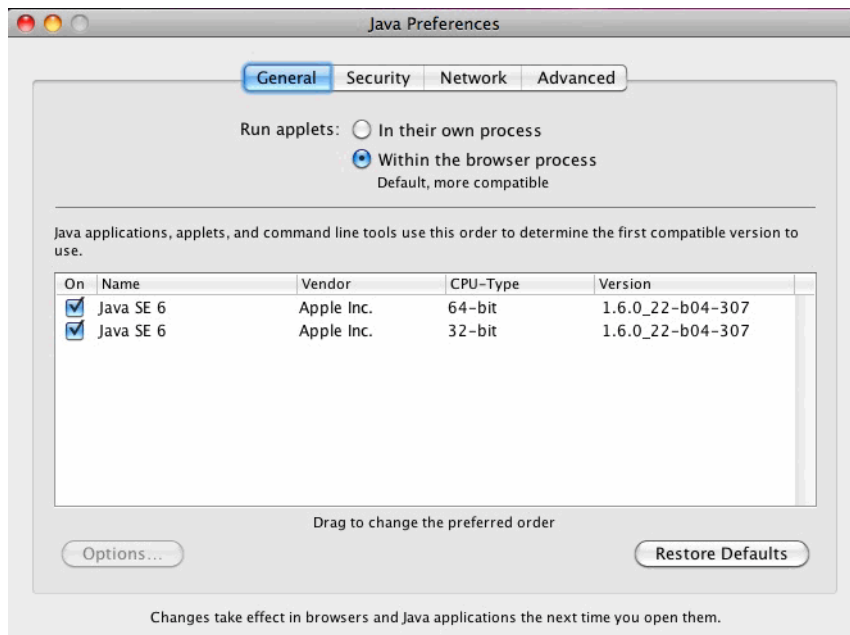 Java Preferences
General Security Network Advanced
Run applets: In their own process
Within the browser process
Default, more compatible
Java applications, applets, and command line tools use this order to determine the first compatible version to
use.
On Name Vendor CPU-Type Version
Java SE 6 Apple Inc. 64-bit 1.6.0_22-b04-307
Java SE 6 Apple Inc. 32-bit 1.6.0_22-b04-307
Drag to change the preferred order
Options... Restore Defaults
Changes take effect in browsers and Java applications the next time you open them.